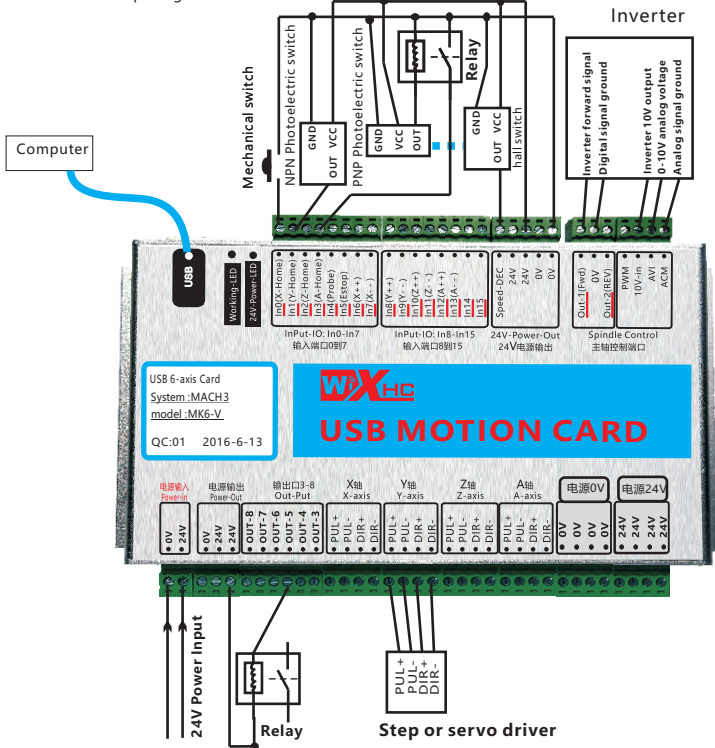 Inverter
Mechanical switch
NPN Photoelectric switch
GND
VCC
OUT
PNP Photoelectric switch
GND
VCC
OUT
Relay
GND
OUT VCC
hall switch
Inverter forward signal
Digital signal ground
Inverter 10V output
0-10V analog voltage
Analog signal ground
Computer
USB
Working-LED
24V-Power-LED
In0(X-Home)
In1(Y-Home)
In2(Z-Home)
In3(A-Home)
In4(Probe)
In5(Estop)
In6(X++)
In7(X--)
InPut-IO: In0-In7
输入端口0到7
In8(Y++)
In9(Y--)
In10(Z++)
In11(Z--)
In12(A++)
In13(A--)
In14
In15
InPut-IO: In8-In15
输入端口8到15
Speed-DEC
24V
24V
0V
0V
24V-Power-Out
24V电源输出
Out-1(Fwd)
0V
Out-2(REV)
PWM
10V-in
AVI
ACM
Spindle Control
主轴控制端口
USB 6-axis Card
System :MACH3
model :MK6-V
QC:01 2016-6-13
WiXHC
USB MOTION CARD
电源输入
Power-in
0V
24V
电源输出
Power-Out
0V
24V
24V
输出口3-8
Out-Put
OUT-8
OUT-7
OUT-6
OUT-5
OUT-4
OUT-3
X轴
X-axis
PUL+
PUL-
DIR+
DIR-
Y轴
Y-axis
PUL+
PUL-
DIR+
DIR-
Z轴
Z-axis
PUL+
PUL-
DIR+
DIR-
A轴
A-axis
PUL+
PUL-
DIR+
DIR-
电源0V
0V
0V
0V
0V
电源24V
24V
24V
24V
24V
24V Power Input
Relay
PUL+
PUL-
DIR+
DIR-
Step or servo driver